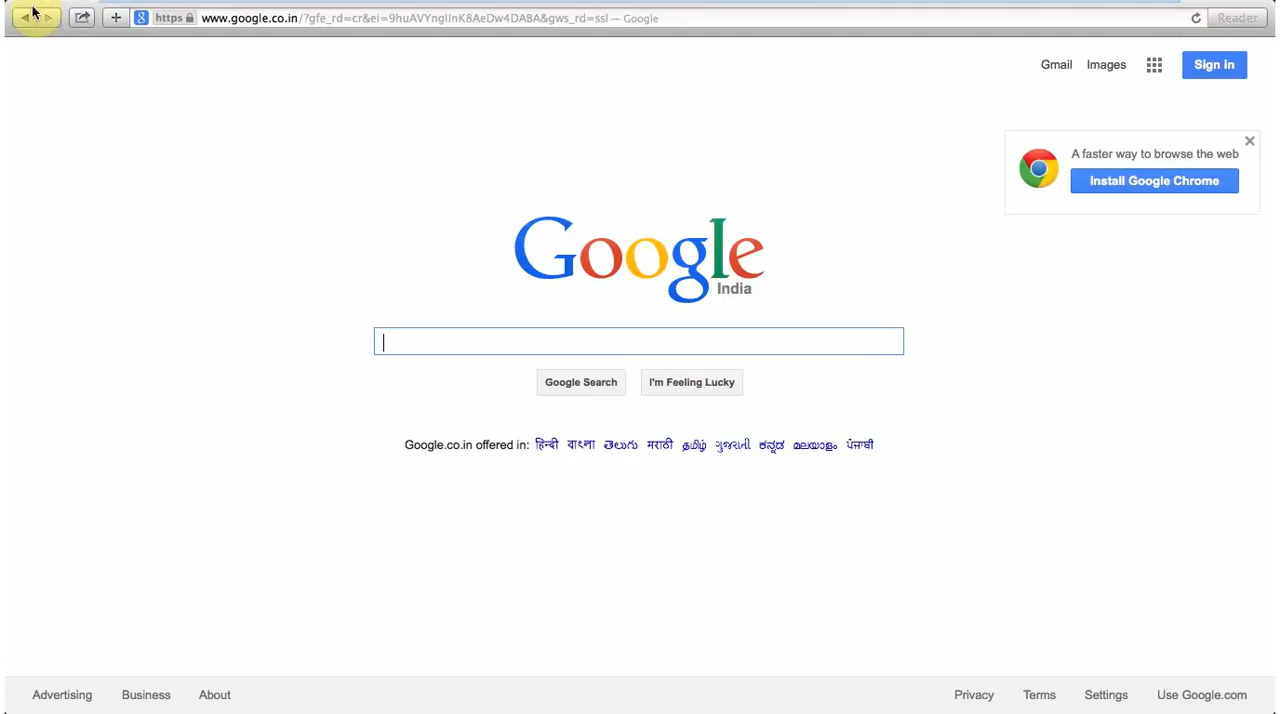 https www.google.co.in/?gfe_rd=cr&ei=9huAVYngIInK8AeDw4DABA&gws_rd=ssl — Google Reader
Gmail Images Sign in
A faster way to browse the web
Install Google Chrome
Google
India
Google Search I'm Feeling Lucky
Google.co.in offered in: हिन्दी বাংলা తెలుగు मराठी தமிழ் ગુજરાતી ಕನ್ನಡ മലയാളം ਪੰਜਾਬੀ
Advertising Business About Privacy Terms Settings Use Google.com